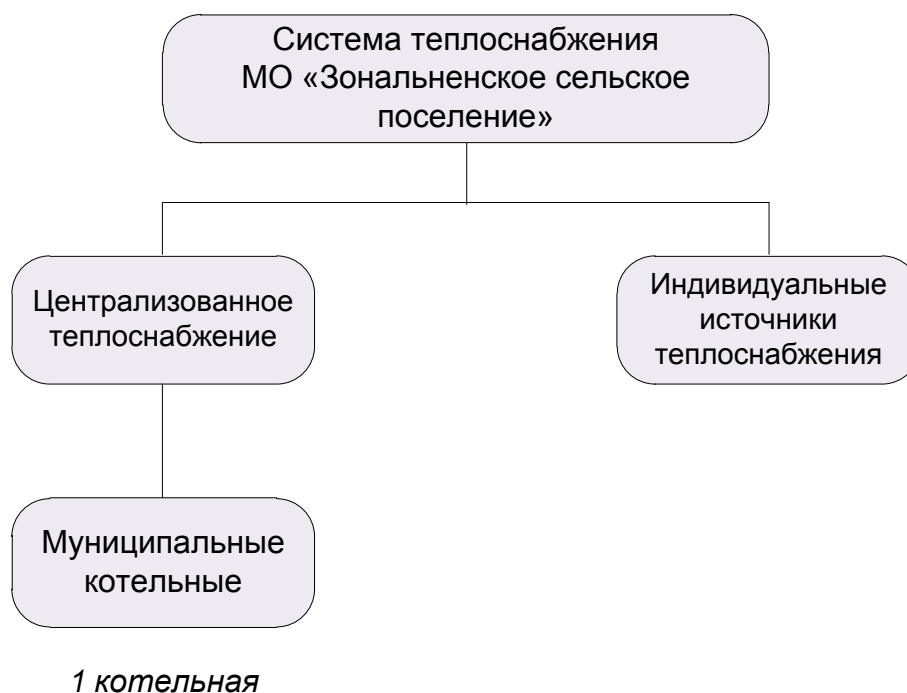 Система теплоснабжения
МО «Зональненское сельское
поселение»
Централизованное
теплоснабжение
Индивидуальные
источники
теплоснабжения
Муниципальные
котельные
1 котельная